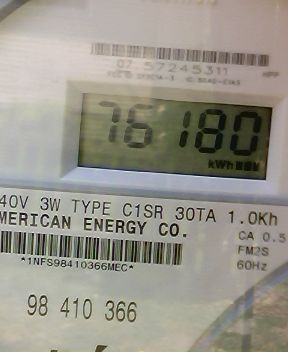 07 57245311
76180
kWh
40V 3W TYPE C1SR 30TA 1.0Kh
MERICAN ENERGY CO.
CA 0.5
FM2S
*1NFS98410366MEC*
60Hz
98 410 366